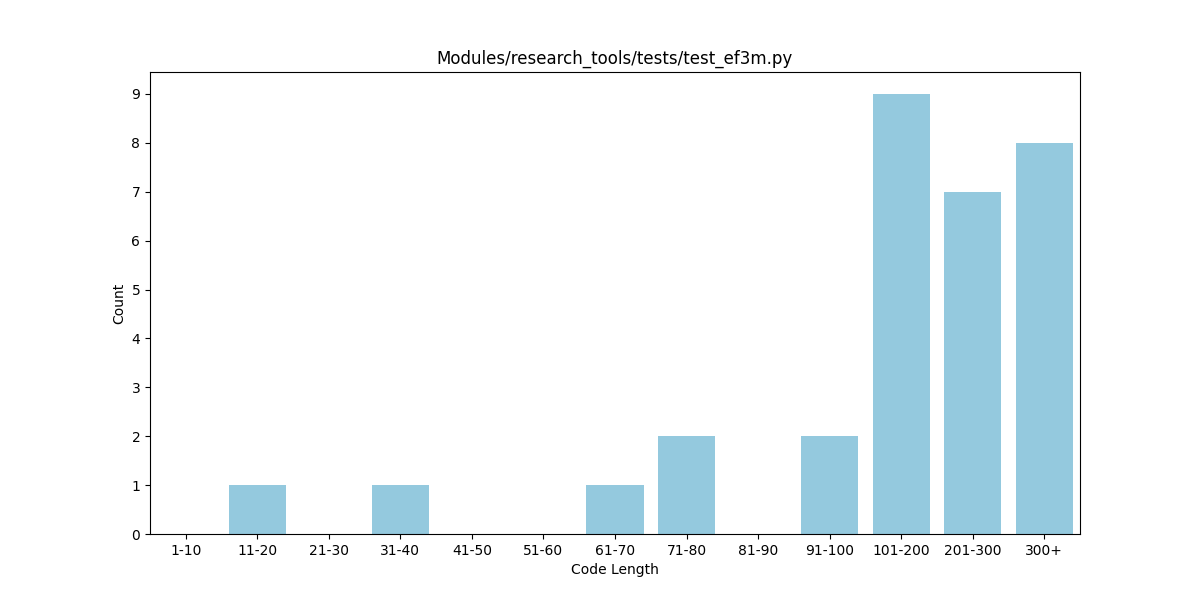 Modules/research_tools/tests/test_ef3m.py
9
8
7
6
5
4
3
2
1
0
Count
1-10 11-20 21-30 31-40 41-50 51-60 61-70 71-80 81-90 91-100 101-200 201-300 300+
Code Length